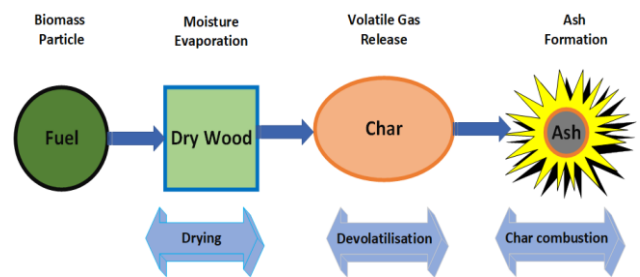 Biomass
Particle
Moisture
Evaporation
Volatile Gas
Release
Ash
Formation
Fuel
Dry Wood
Char
Ash
Drying
Devolatilisation
Char combustion